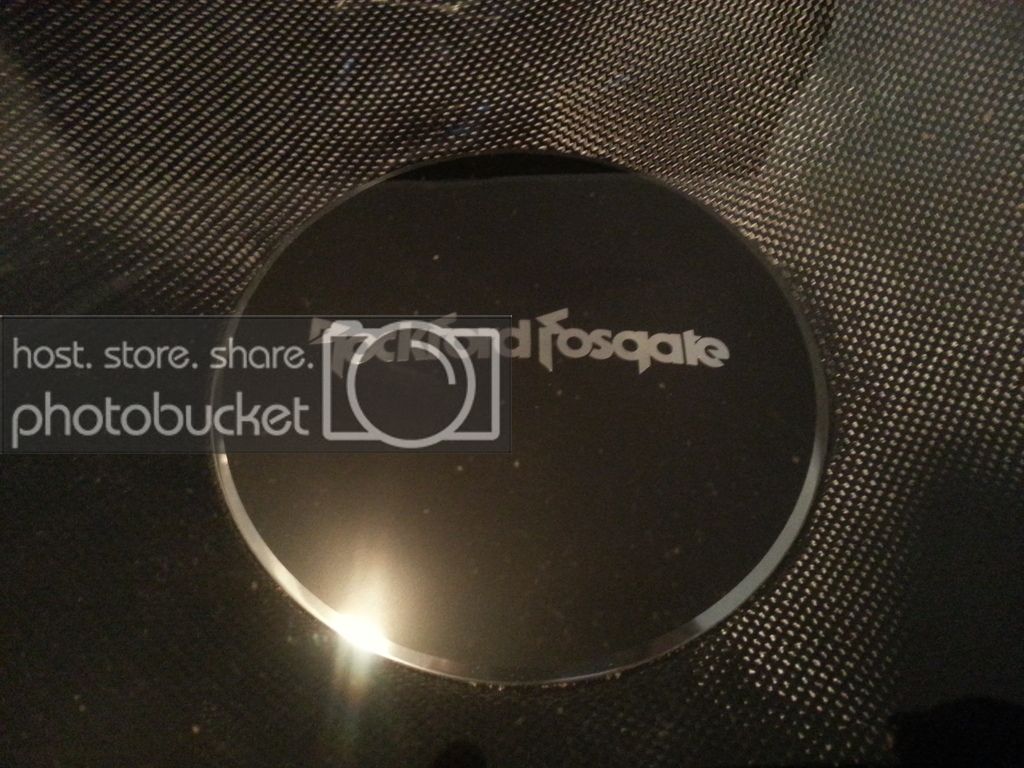 Rockford Fosgate
host. store. share.
photobucket